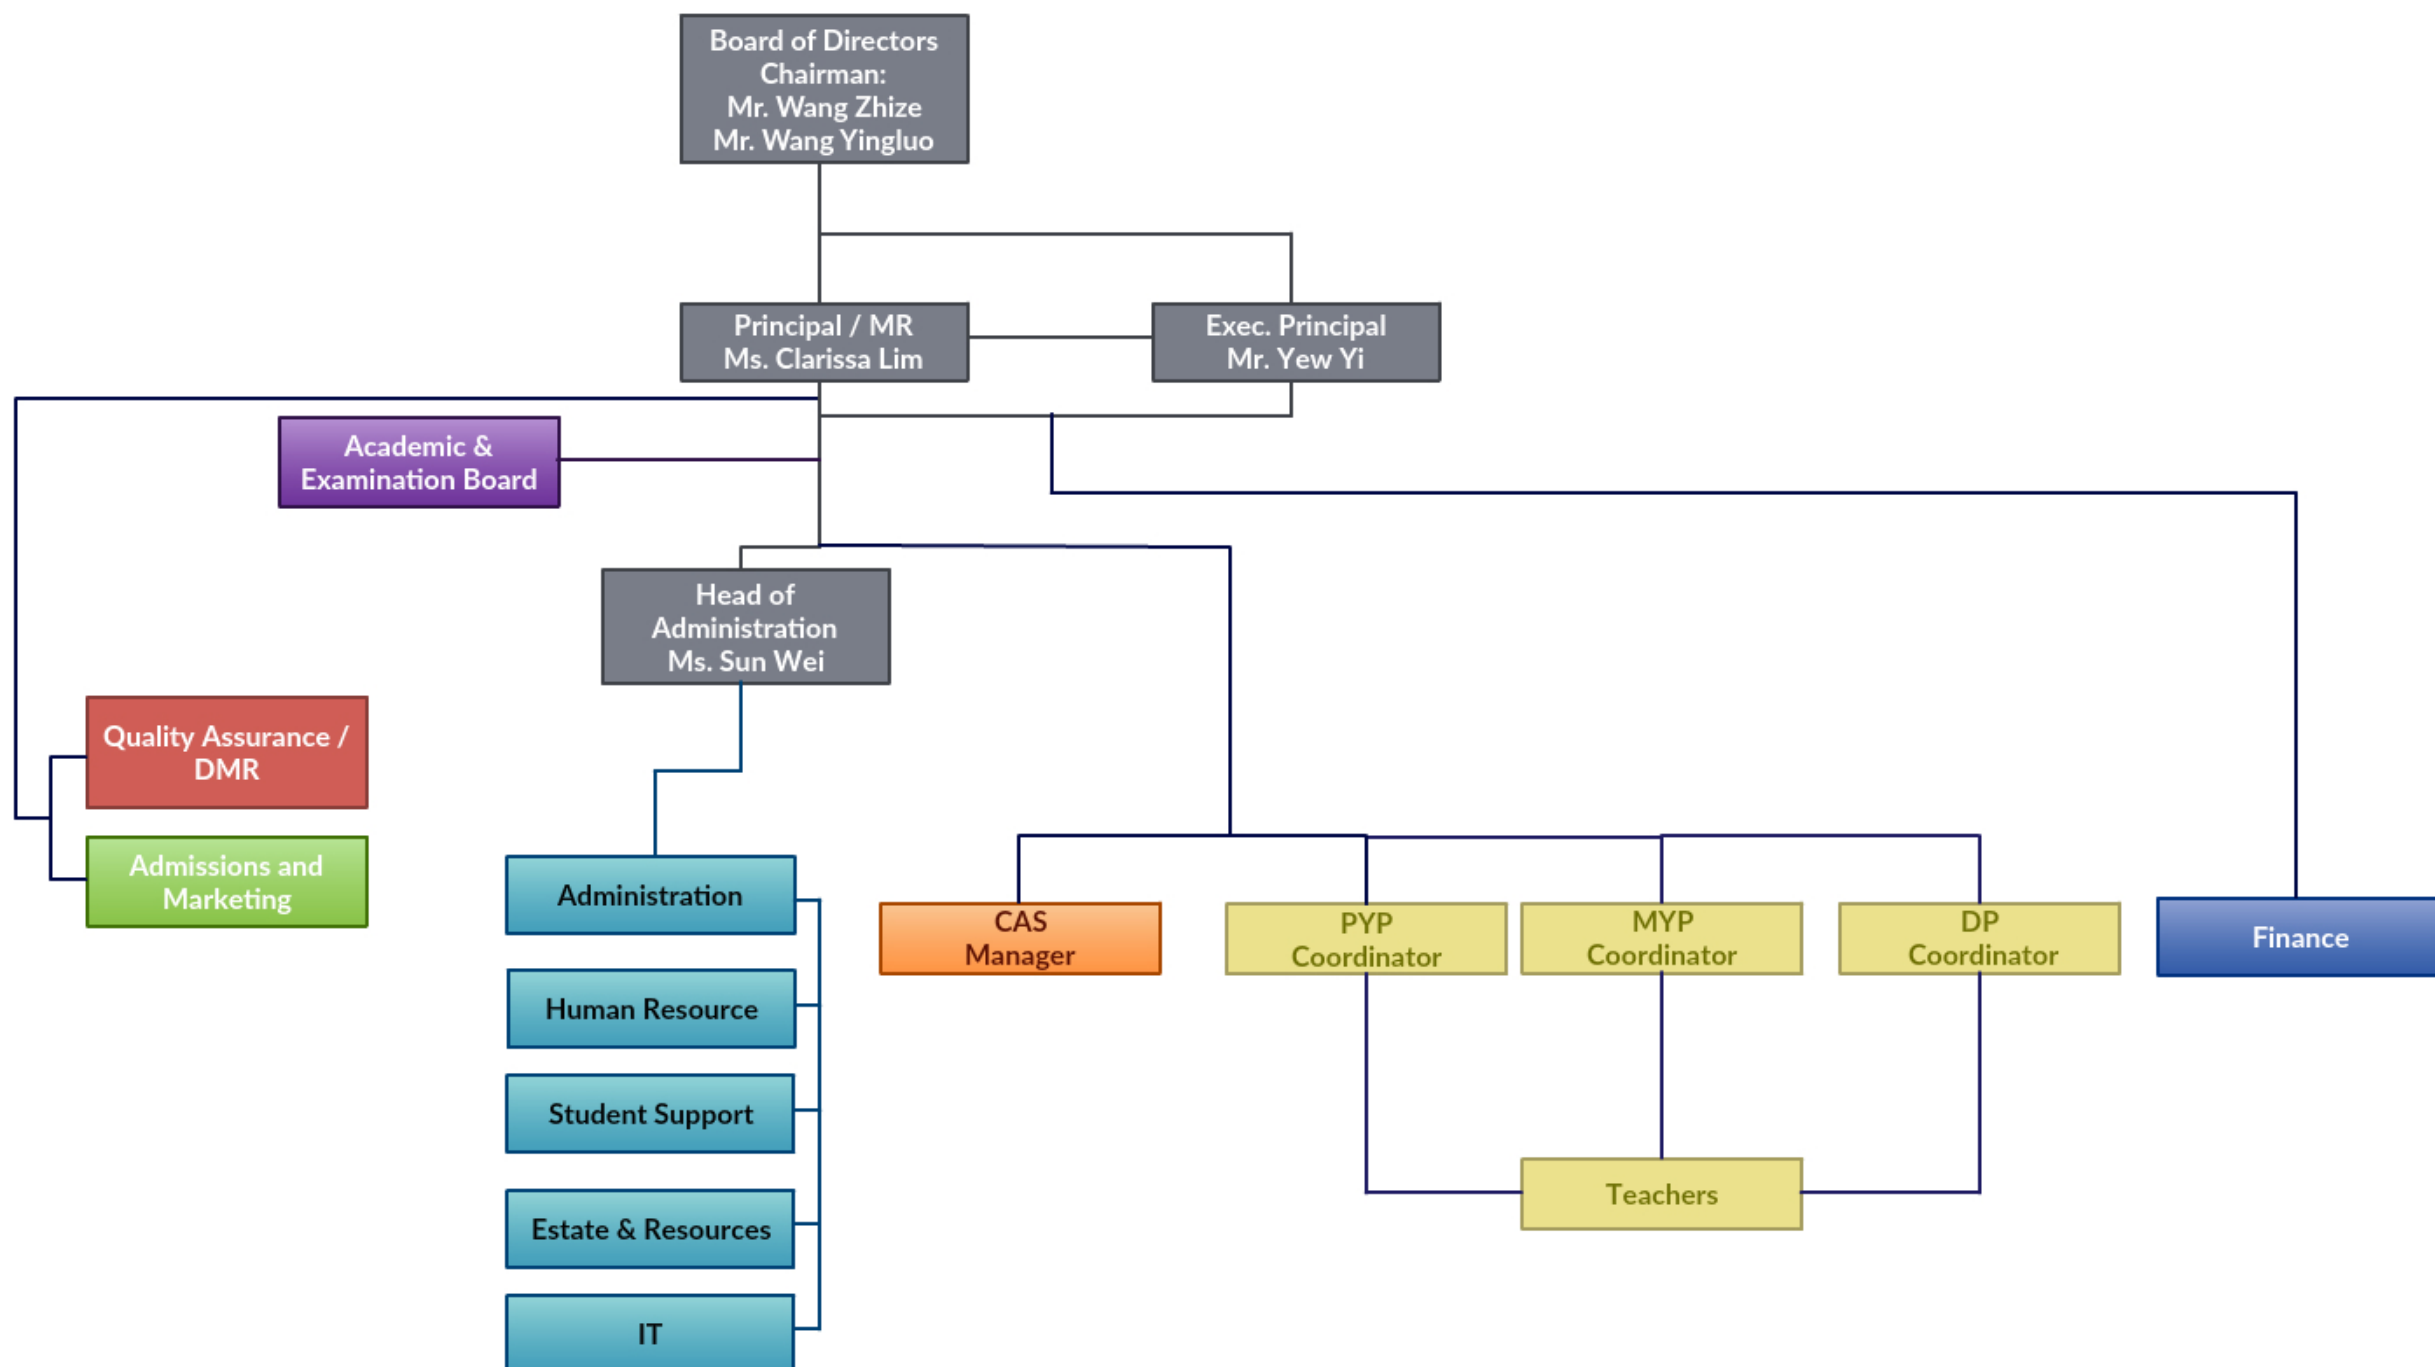 Board of Directors
Chairman:
Mr. Wang Zhize
Mr. Wang Yingluo
Principal / MR
Ms. Clarissa Lim
Exec. Principal
Mr. Yew Yi
Academic &
Examination Board
Head of
Administration
Ms. Sun Wei
Quality Assurance /
DMR
Admissions and
Marketing
Administration
Human Resource
Student Support
Estate & Resources
IT
CAS
Manager
PYP
Coordinator
MYP
Coordinator
DP
Coordinator
Finance
Teachers